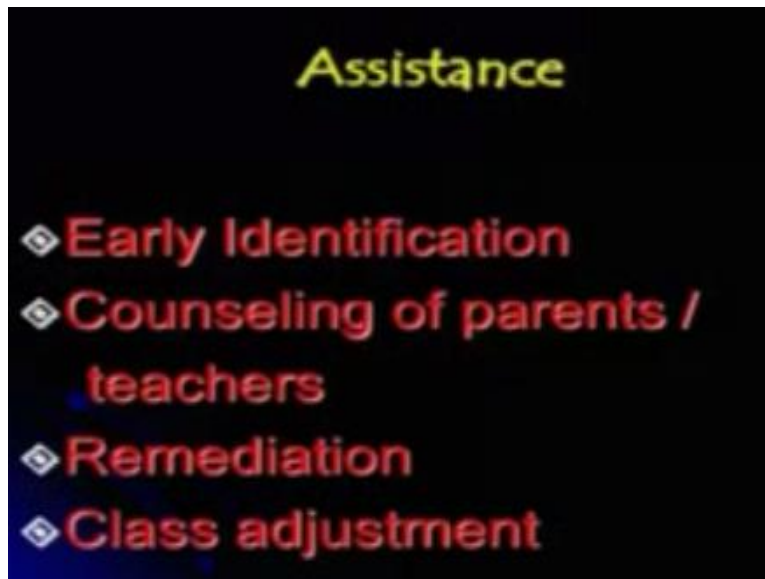 Assistance
Early Identification
Counseling of parents /
teachers
Remediation
Class adjustment